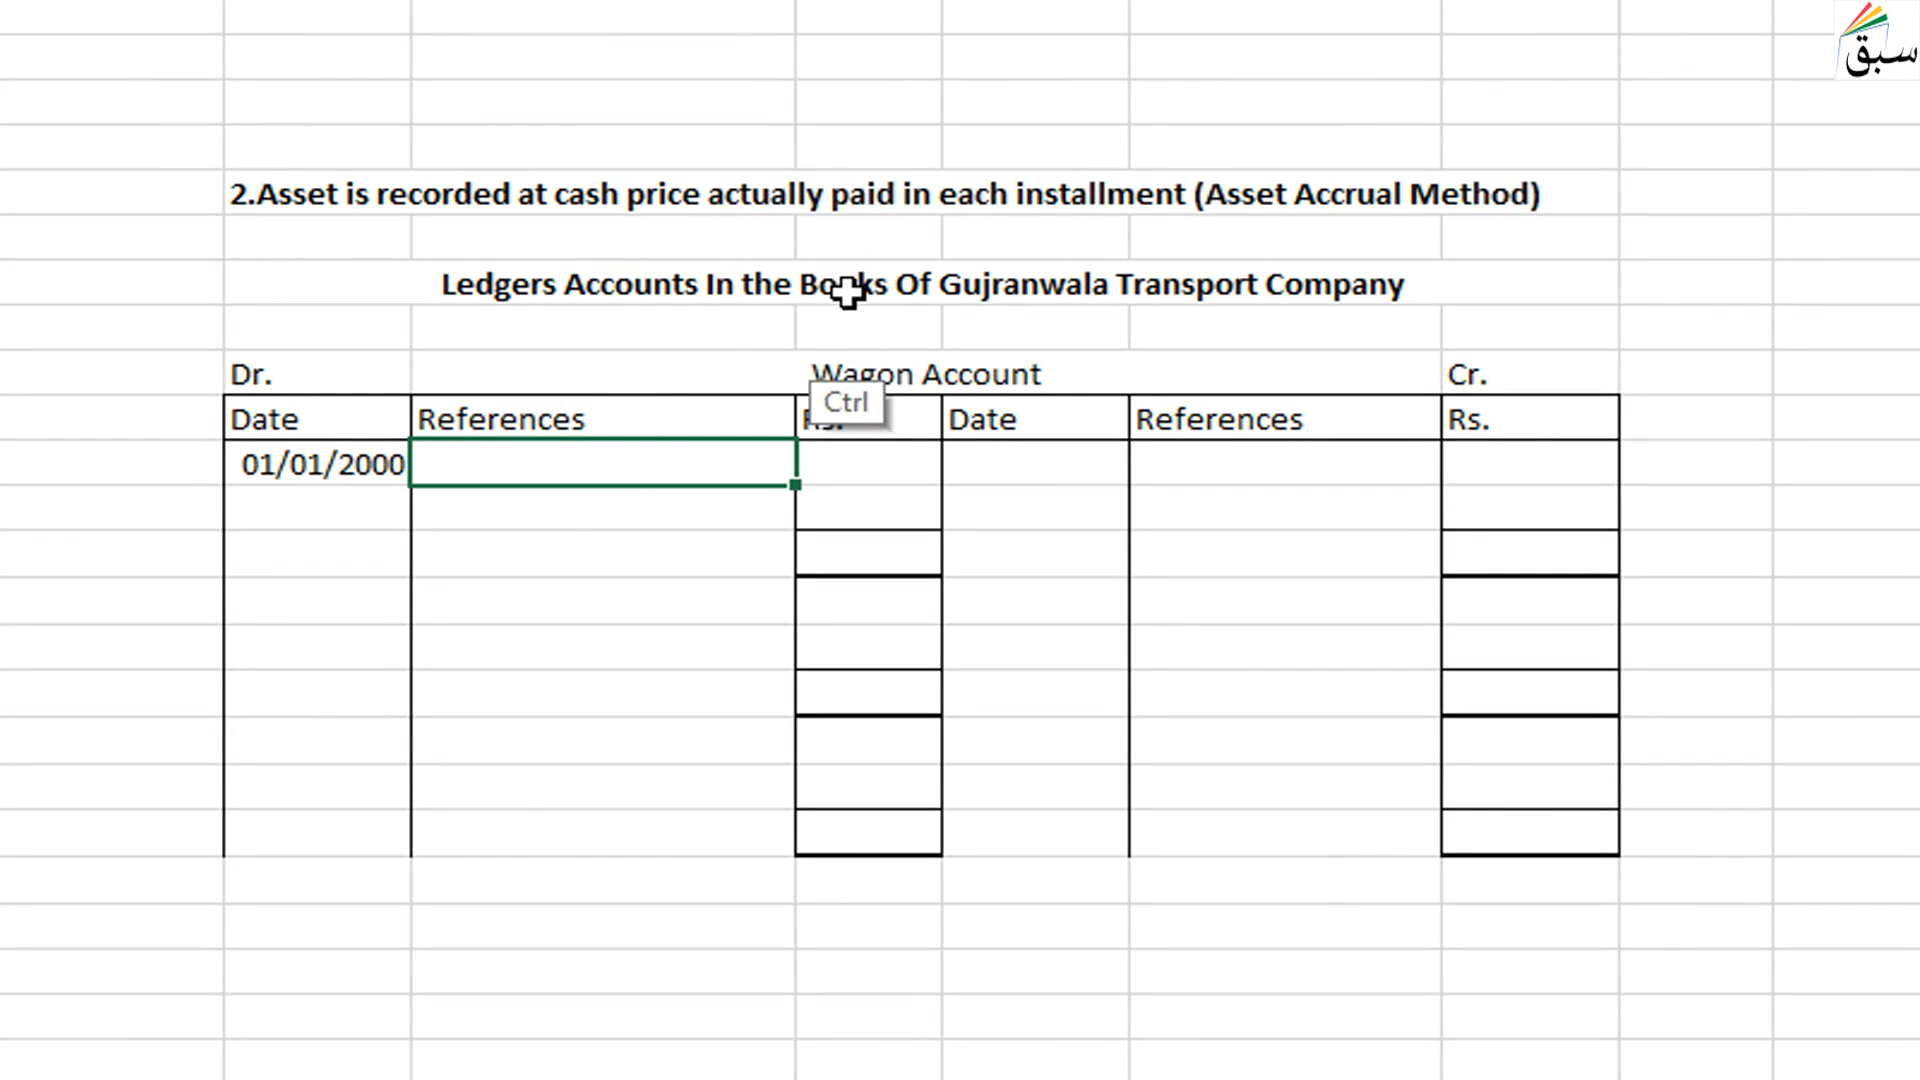 سبق
2.Asset is recorded at cash price actually paid in each installment (Asset Accrual Method)
Ledgers Accounts In the Books Of Gujranwala Transport Company
Dr. Wagon Account Cr.
Ctrl
Date References Rs. Date References Rs.
01/01/2000